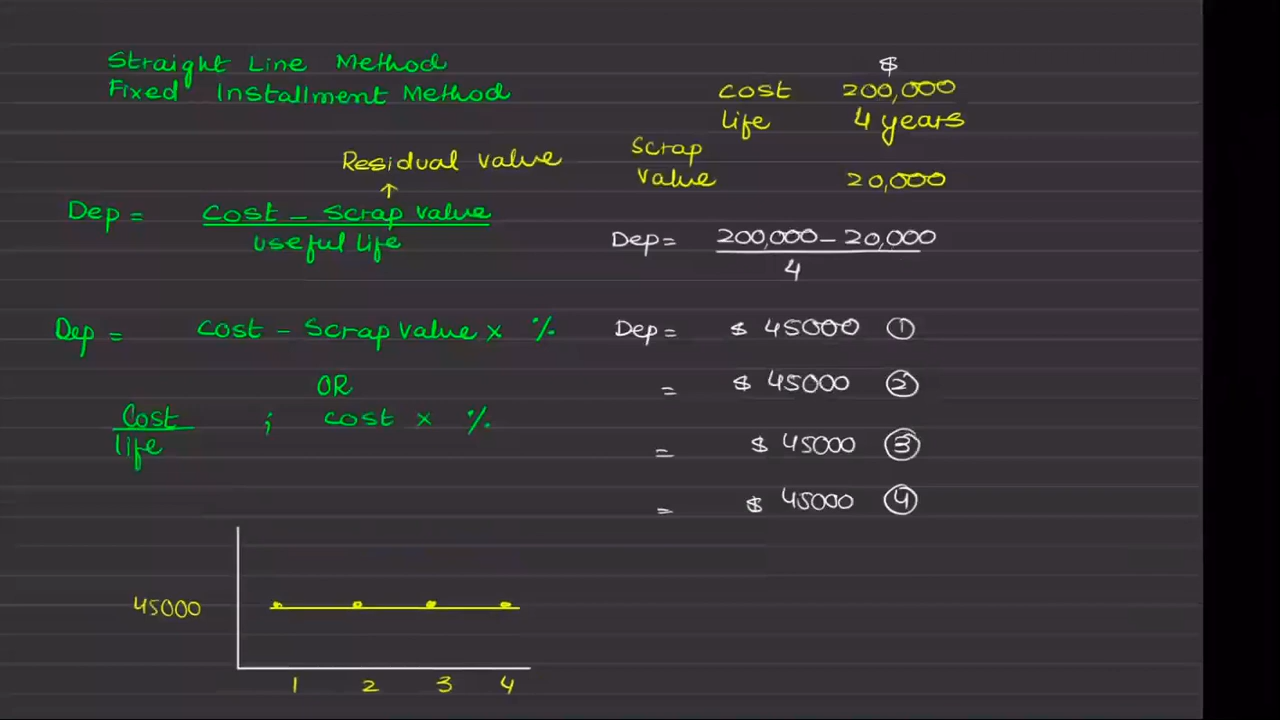 Straight Line Method
Fixed Installment Method
Residual value
↑
Dep = Cost - Scrap value
useful life
Dep = Cost - Scrap value x %
OR
Cost ; cost x %
life
$
cost 200,000
life 4 years
Scrap
value 20,000
Dep = 200,000 - 20,000
4
Dep = $ 45000 ①
= $ 45000 ②
= $ 45000 ③
= $ 45000 ④
45000
1 2 3 4